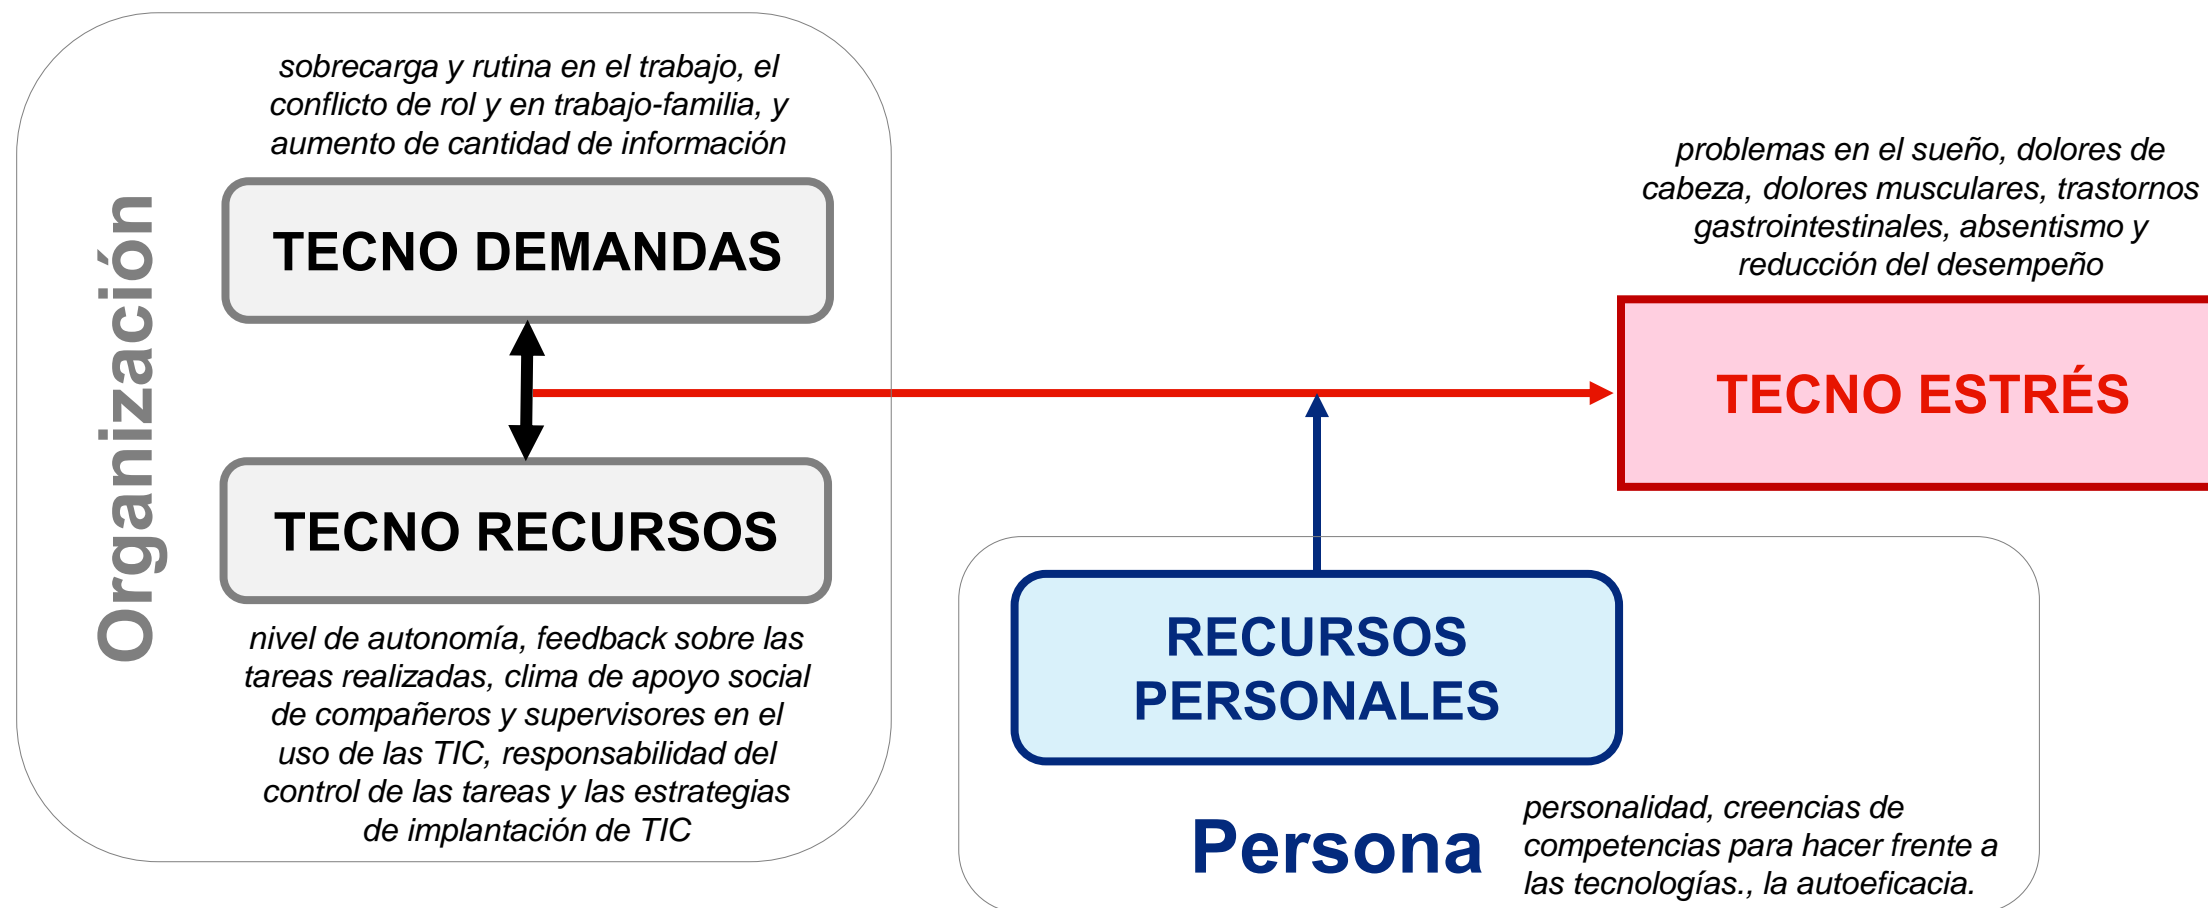 sobrecarga y rutina en el trabajo, el
conflicto de rol y en trabajo-familia, y
aumento de cantidad de información
TECNO DEMANDAS
Organización
TECNO RECURSOS
nivel de autonomía, feedback sobre las
tareas realizadas, clima de apoyo social
de compañeros y supervisores en el
uso de las TIC, responsabilidad del
control de las tareas y las estrategias
de implantación de TIC
problemas en el sueño, dolores de
cabeza, dolores musculares, trastornos
gastrointestinales, absentismo y
reducción del desempeño
TECNO ESTRÉS
RECURSOS
PERSONALES
Persona
personalidad, creencias de
competencias para hacer frente a
las tecnologías., la autoeficacia.